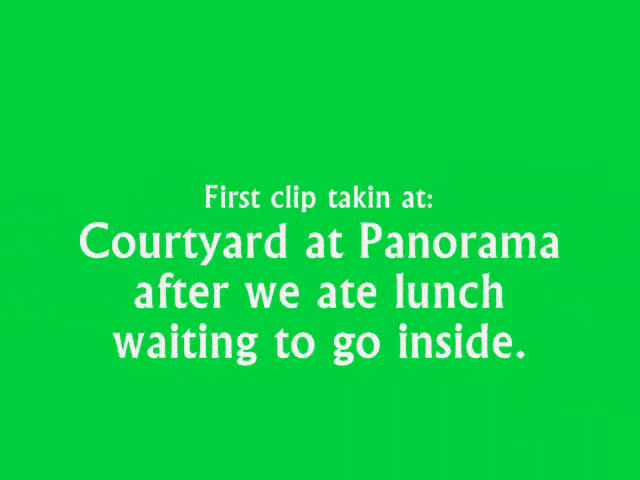 First clip takin at:
Courtyard at Panorama
after we ate lunch
waiting to go inside.